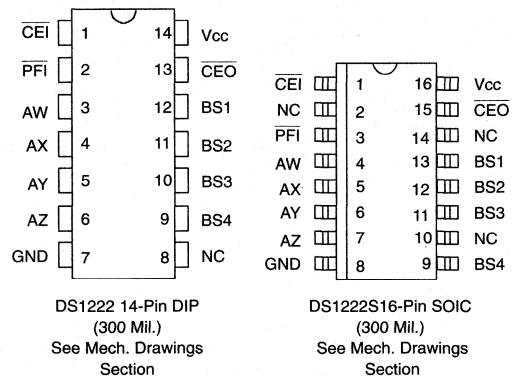 CEI 1 14 Vcc
PFI 2 13 CEO
AW 3 12 BS1
AX 4 11 BS2
AY 5 10 BS3
AZ 6 9 BS4
GND 7 8 NC
DS1222 14-Pin DIP
(300 Mil.)
See Mech. Drawings
Section
CEI 1 16 Vcc
NC 2 15 CEO
PFI 3 14 NC
AW 4 13 BS1
AX 5 12 BS2
AY 6 11 BS3
AZ 7 10 NC
GND 8 9 BS4
DS1222S16-Pin SOIC
(300 Mil.)
See Mech. Drawings
Section